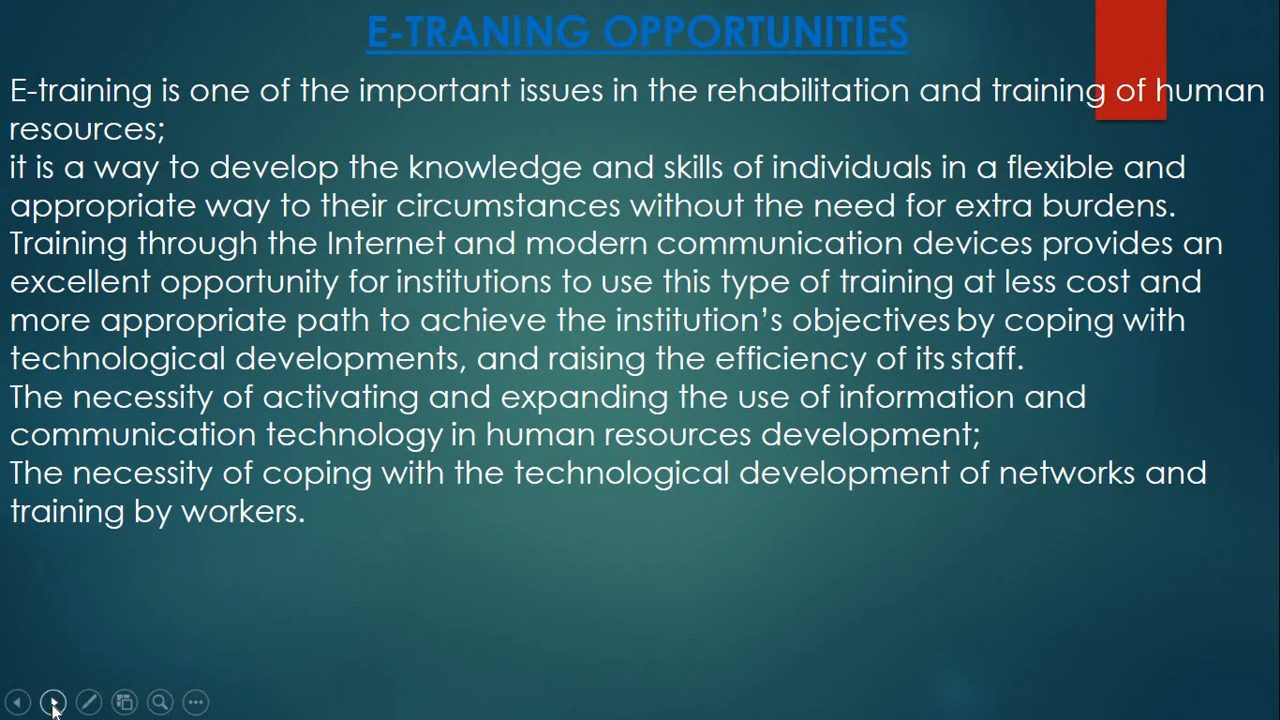 E-TRANING OPPORTUNITIES
E-training is one of the important issues in the rehabilitation and training of human
resources;
it is a way to develop the knowledge and skills of individuals in a flexible and
appropriate way to their circumstances without the need for extra burdens.
Training through the Internet and modern communication devices provides an
excellent opportunity for institutions to use this type of training at less cost and
more appropriate path to achieve the institution’s objectives by coping with
technological developments, and raising the efficiency of its staff.
The necessity of activating and expanding the use of information and
communication technology in human resources development;
The necessity of coping with the technological development of networks and
training by workers.